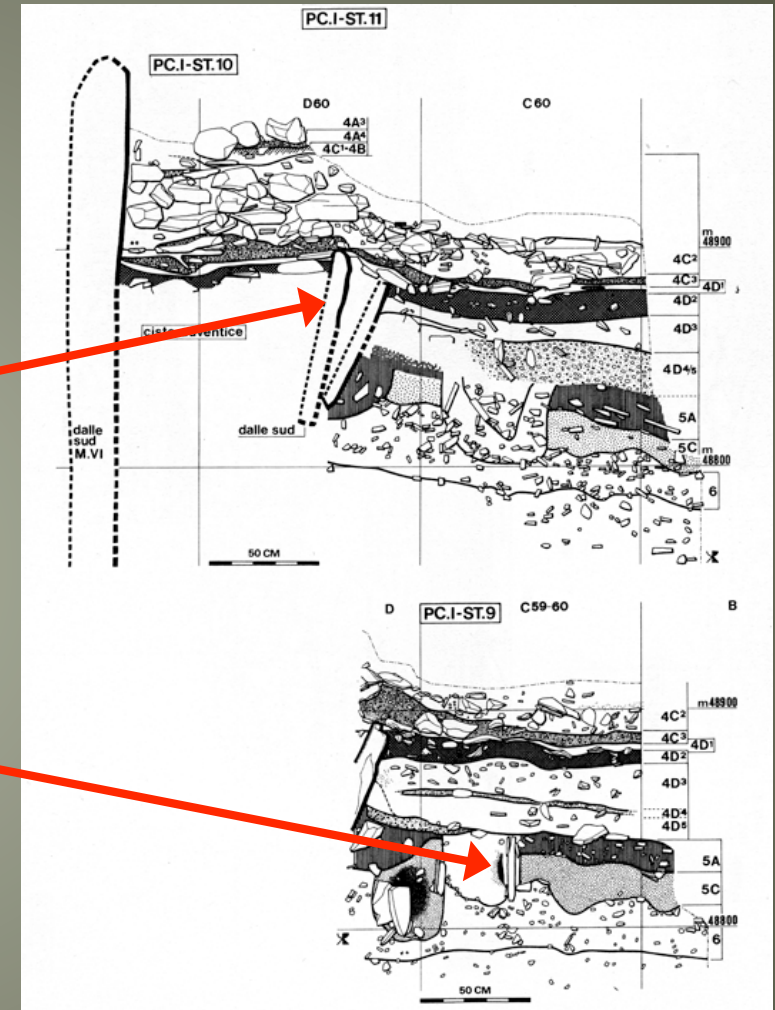 PC.I-ST.11
PC.I-ST.10
D60
C60
4A³
4A⁴
4C¹-4B
m
48900
4C²
4C³
4D¹
4D²
4D³
4D⁴/⁵
5A
5C
m
48800
6
ciste adventice
dalle
sud
M.VI
dalle sud
50 CM
D
PC.I-ST.9
C59-60
B
m48900
4C²
4C³
4D¹
4D²
4D³
4D⁴
4D⁵
5A
5C
48800
6
50 CM